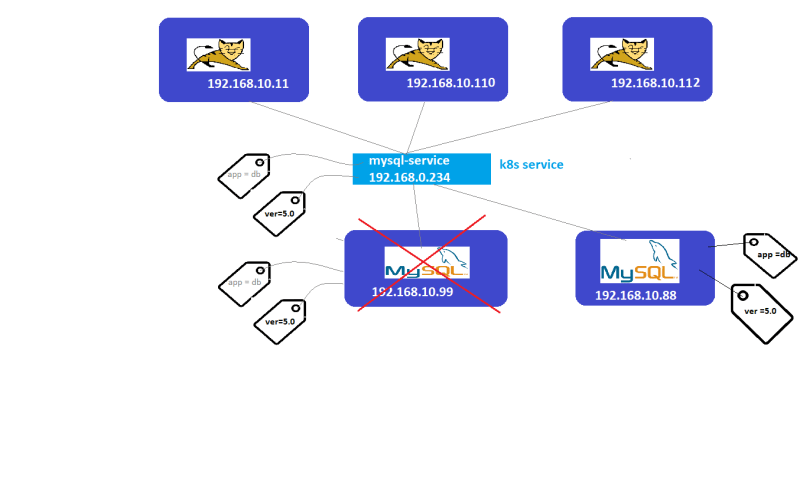 192.168.10.11
192.168.10.110
192.168.10.112
mysql-service
192.168.0.234
k8s service
app = db
ver=5.0
MySQL
192.168.10.99
app = db
ver=5.0
MySQL
192.168.10.88
app =db
ver =5.0